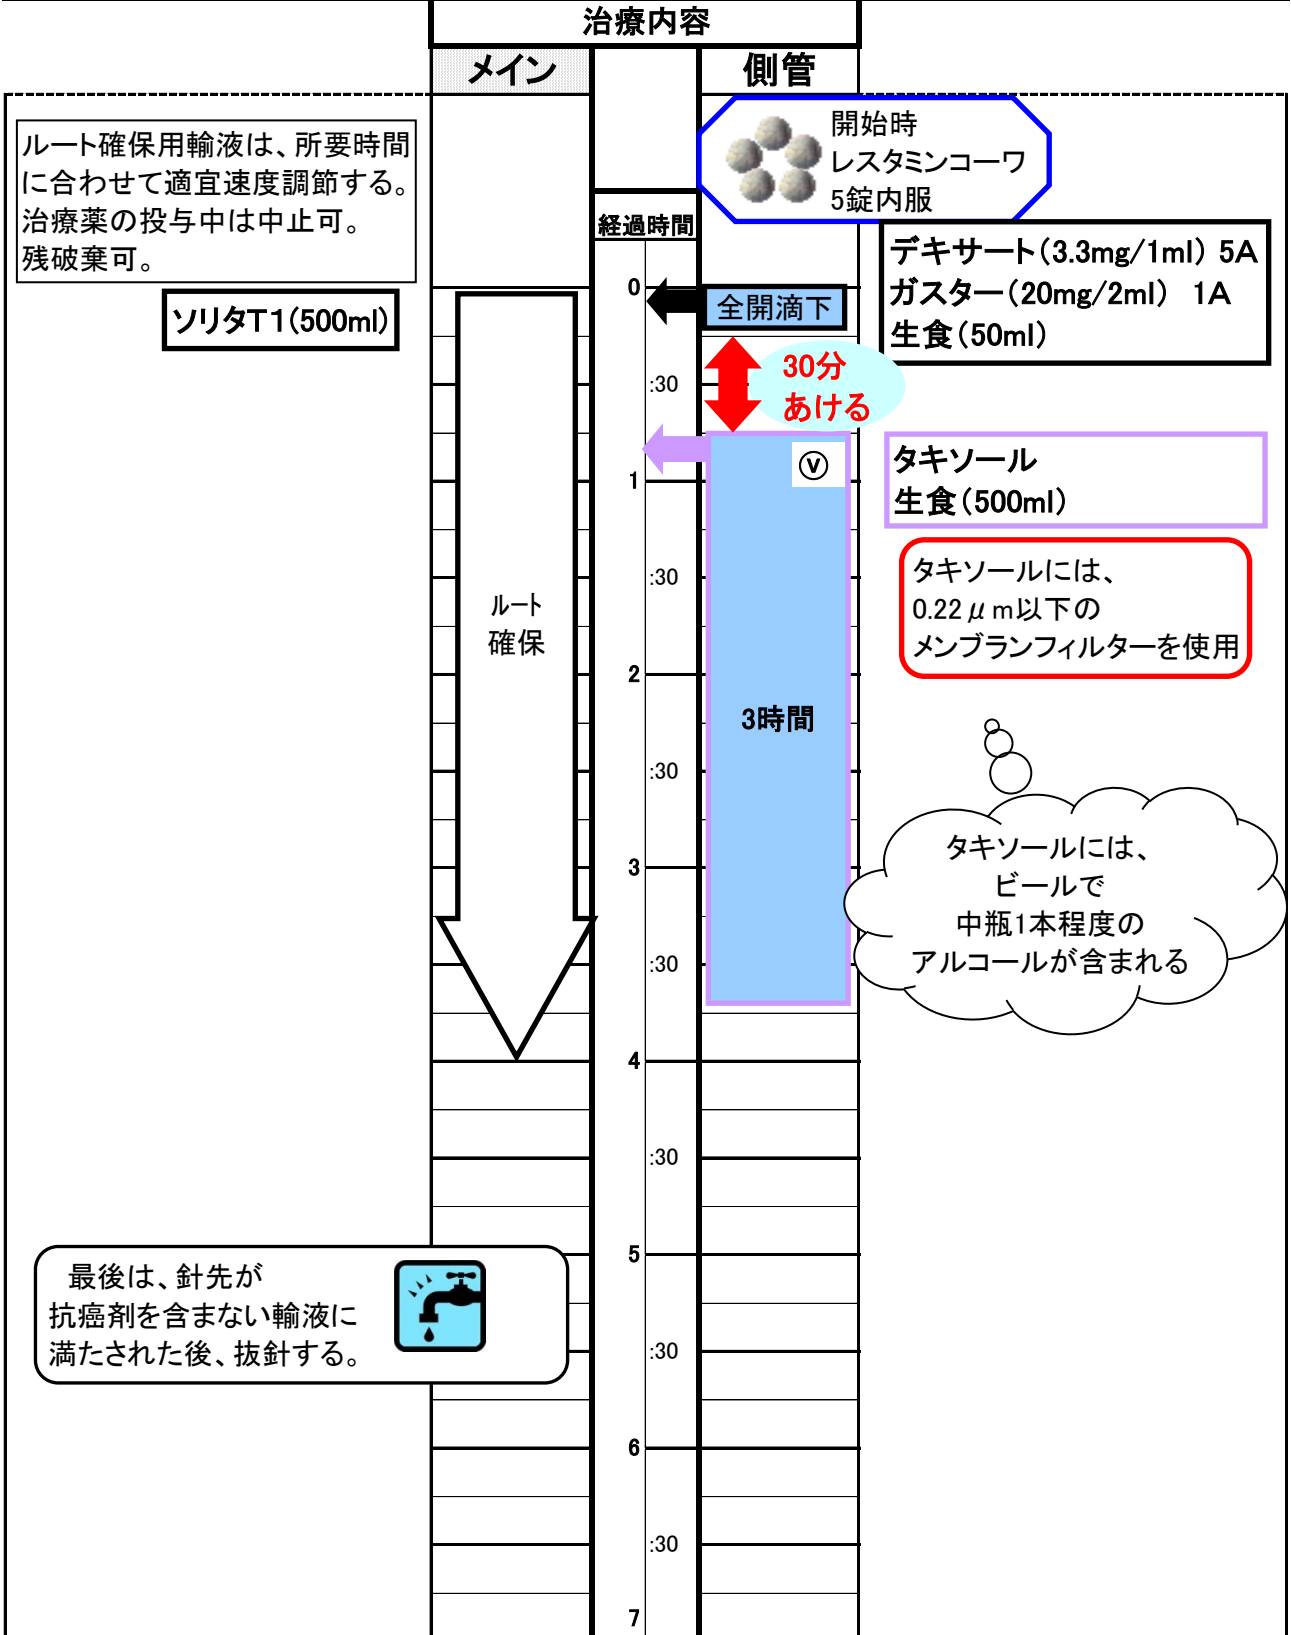 治療内容
メイン
側管
ルート確保用輸液は、所要時間
に合わせて適宜速度調節する。
治療薬の投与中は中止可。
残破棄可。
開始時
レスタミンコーワ
5錠内服
経過時間
デキサート(3.3mg/1ml) 5A
ガスター(20mg/2ml) 1A
生食(50ml)
ソリタT1(500ml)
0
全開滴下
30分
あける
:30
タキソール
生食(500ml)
Ⓥ
1
タキソールには、
0.22μm以下の
メンブランフィルターを使用
:30
ルート
確保
2
3時間
:30
タキソールには、
ビールで
中瓶1本程度の
アルコールが含まれる
3
:30
4
:30
5
最後は、針先が
抗癌剤を含まない輸液に
満たされた後、抜針する。
:30
6
:30
7